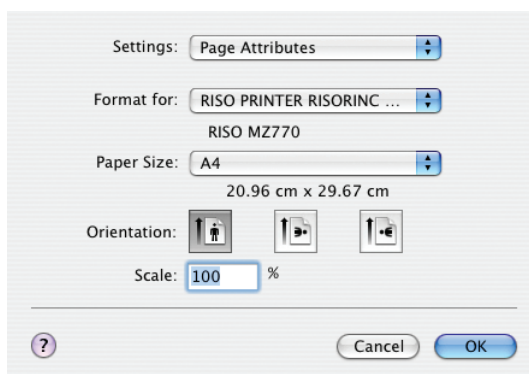 Settings: Page Attributes
Format for: RISO PRINTER RISORINC ...
RISO MZ770
Paper Size: A4
20.96 cm x 29.67 cm
Orientation:
Scale: 100 %
? Cancel OK